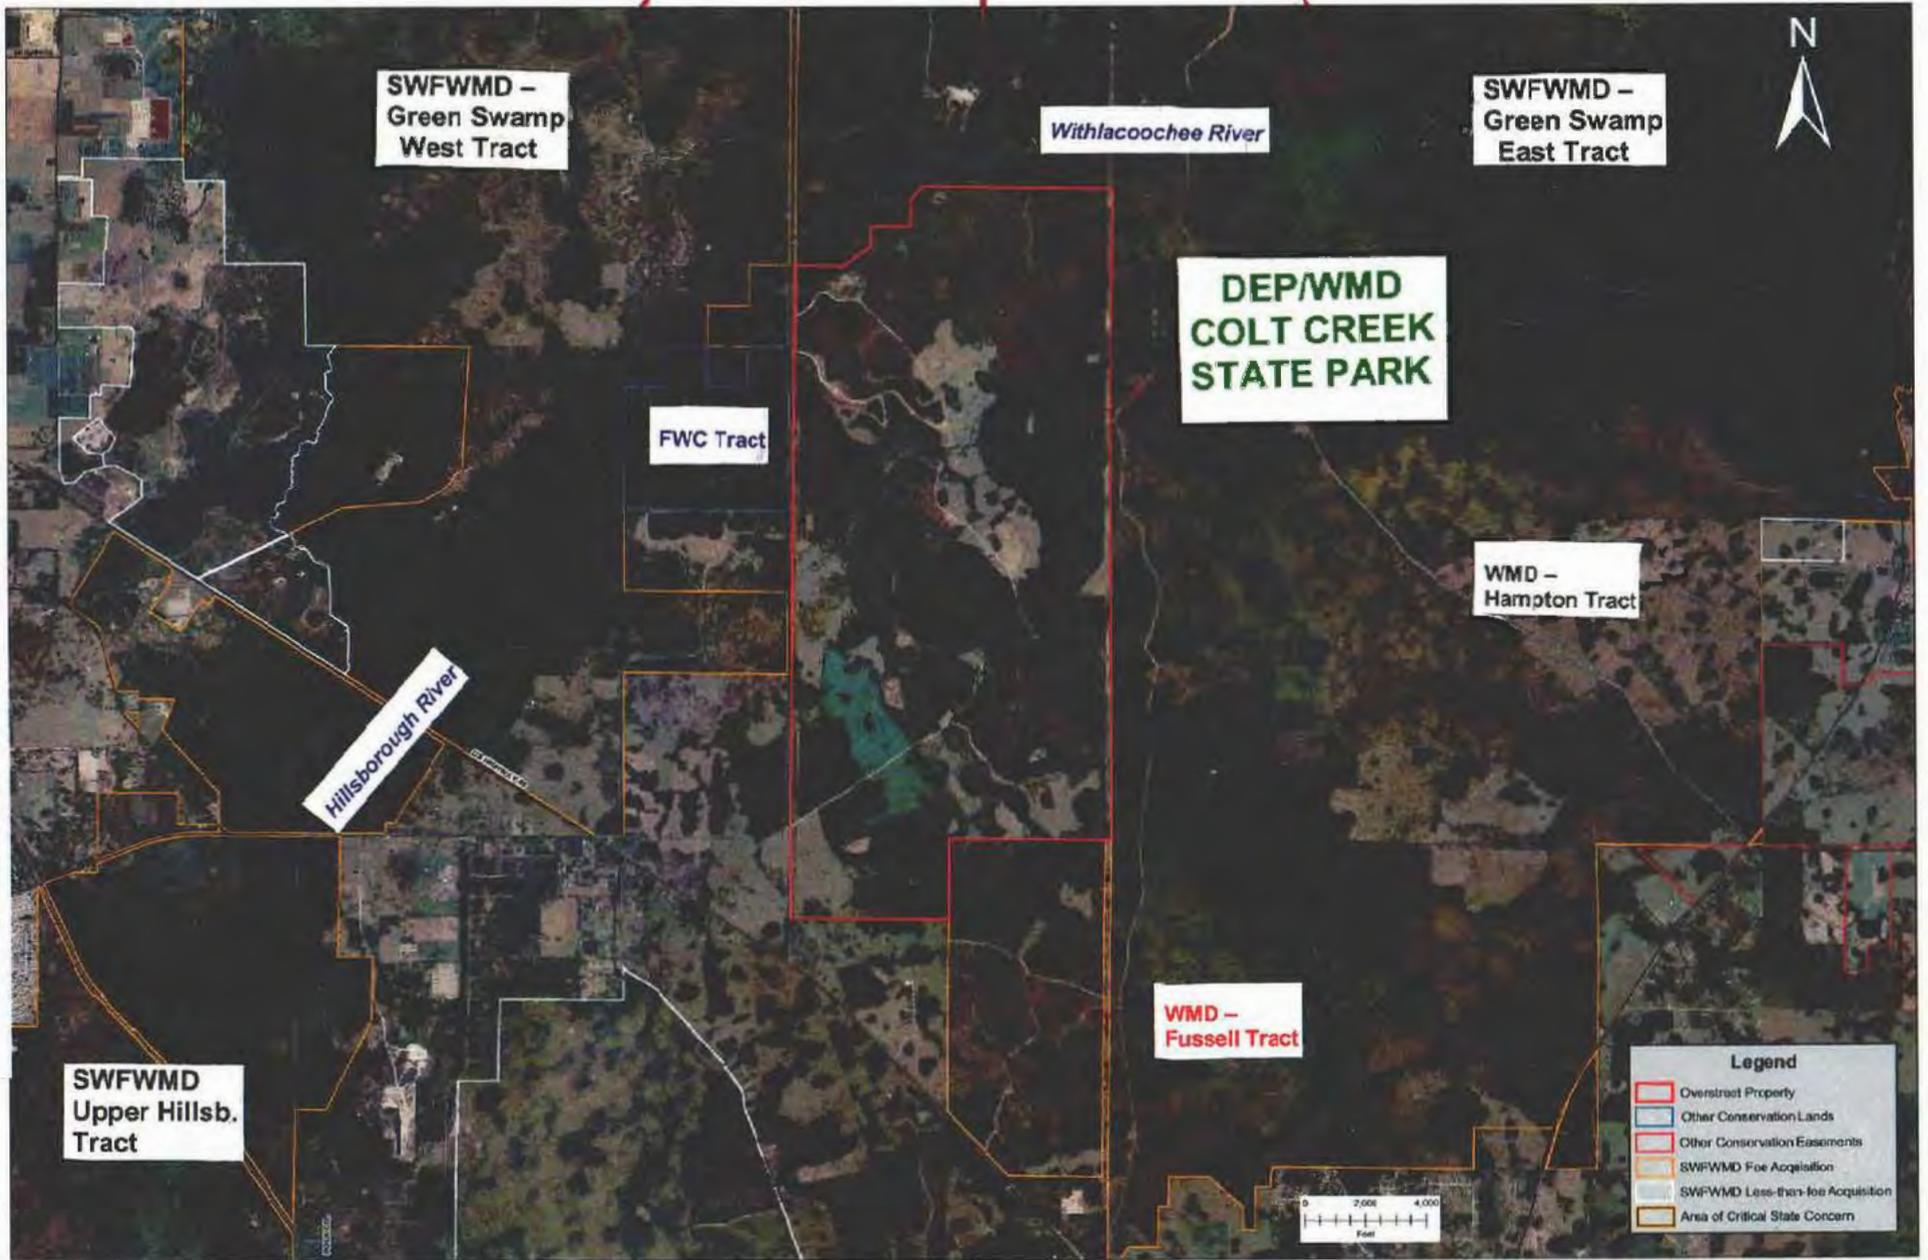 N
SWFWMD –
Green Swamp
West Tract
Withlacoochee River
SWFWMD –
Green Swamp
East Tract
DEP/WMD
COLT CREEK
STATE PARK
FWC Tract
WMD –
Hampton Tract
Hillsborough River
WMD –
Fussell Tract
SWFWMD
Upper Hillsb.
Tract
Legend
Overstreet Property
Other Conservation Lands
Other Conservation Easements
SWFWMD Fee Acquisition
SWFWMD Less-than-fee Acquisition
Area of Critical State Concern
0 2,000 4,000
Feet